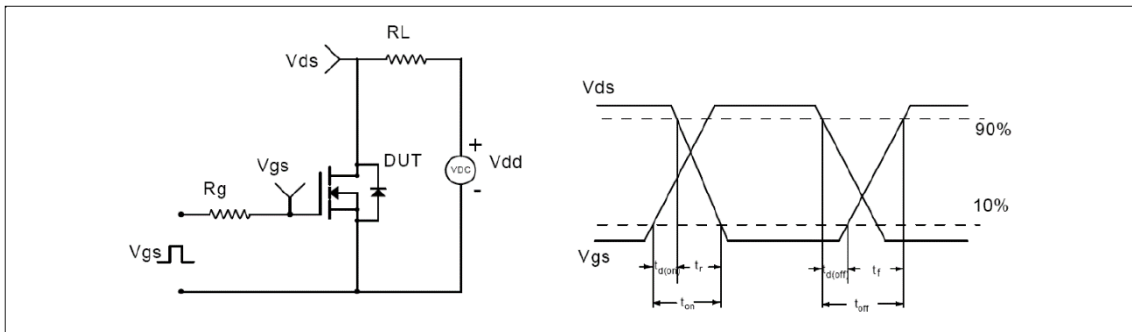 RL
Vds
Vgs
DUT
+
VDC
Vdd
-
Rg
Vgs
Vds
90%
10%
Vgs
td(on)
tr
td(off)
tf
ton
toff